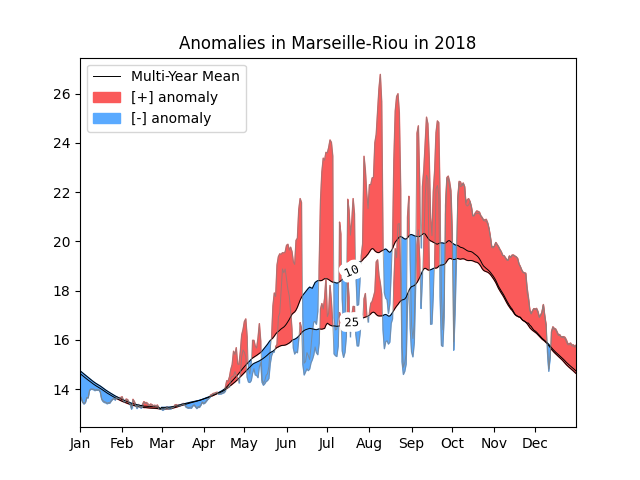 Anomalies in Marseille-Riou in 2018
Multi-Year Mean
[+] anomaly
[-] anomaly
26
24
22
20
18
16
14
10
25
Jan Feb Mar Apr May Jun Jul Aug Sep Oct Nov Dec